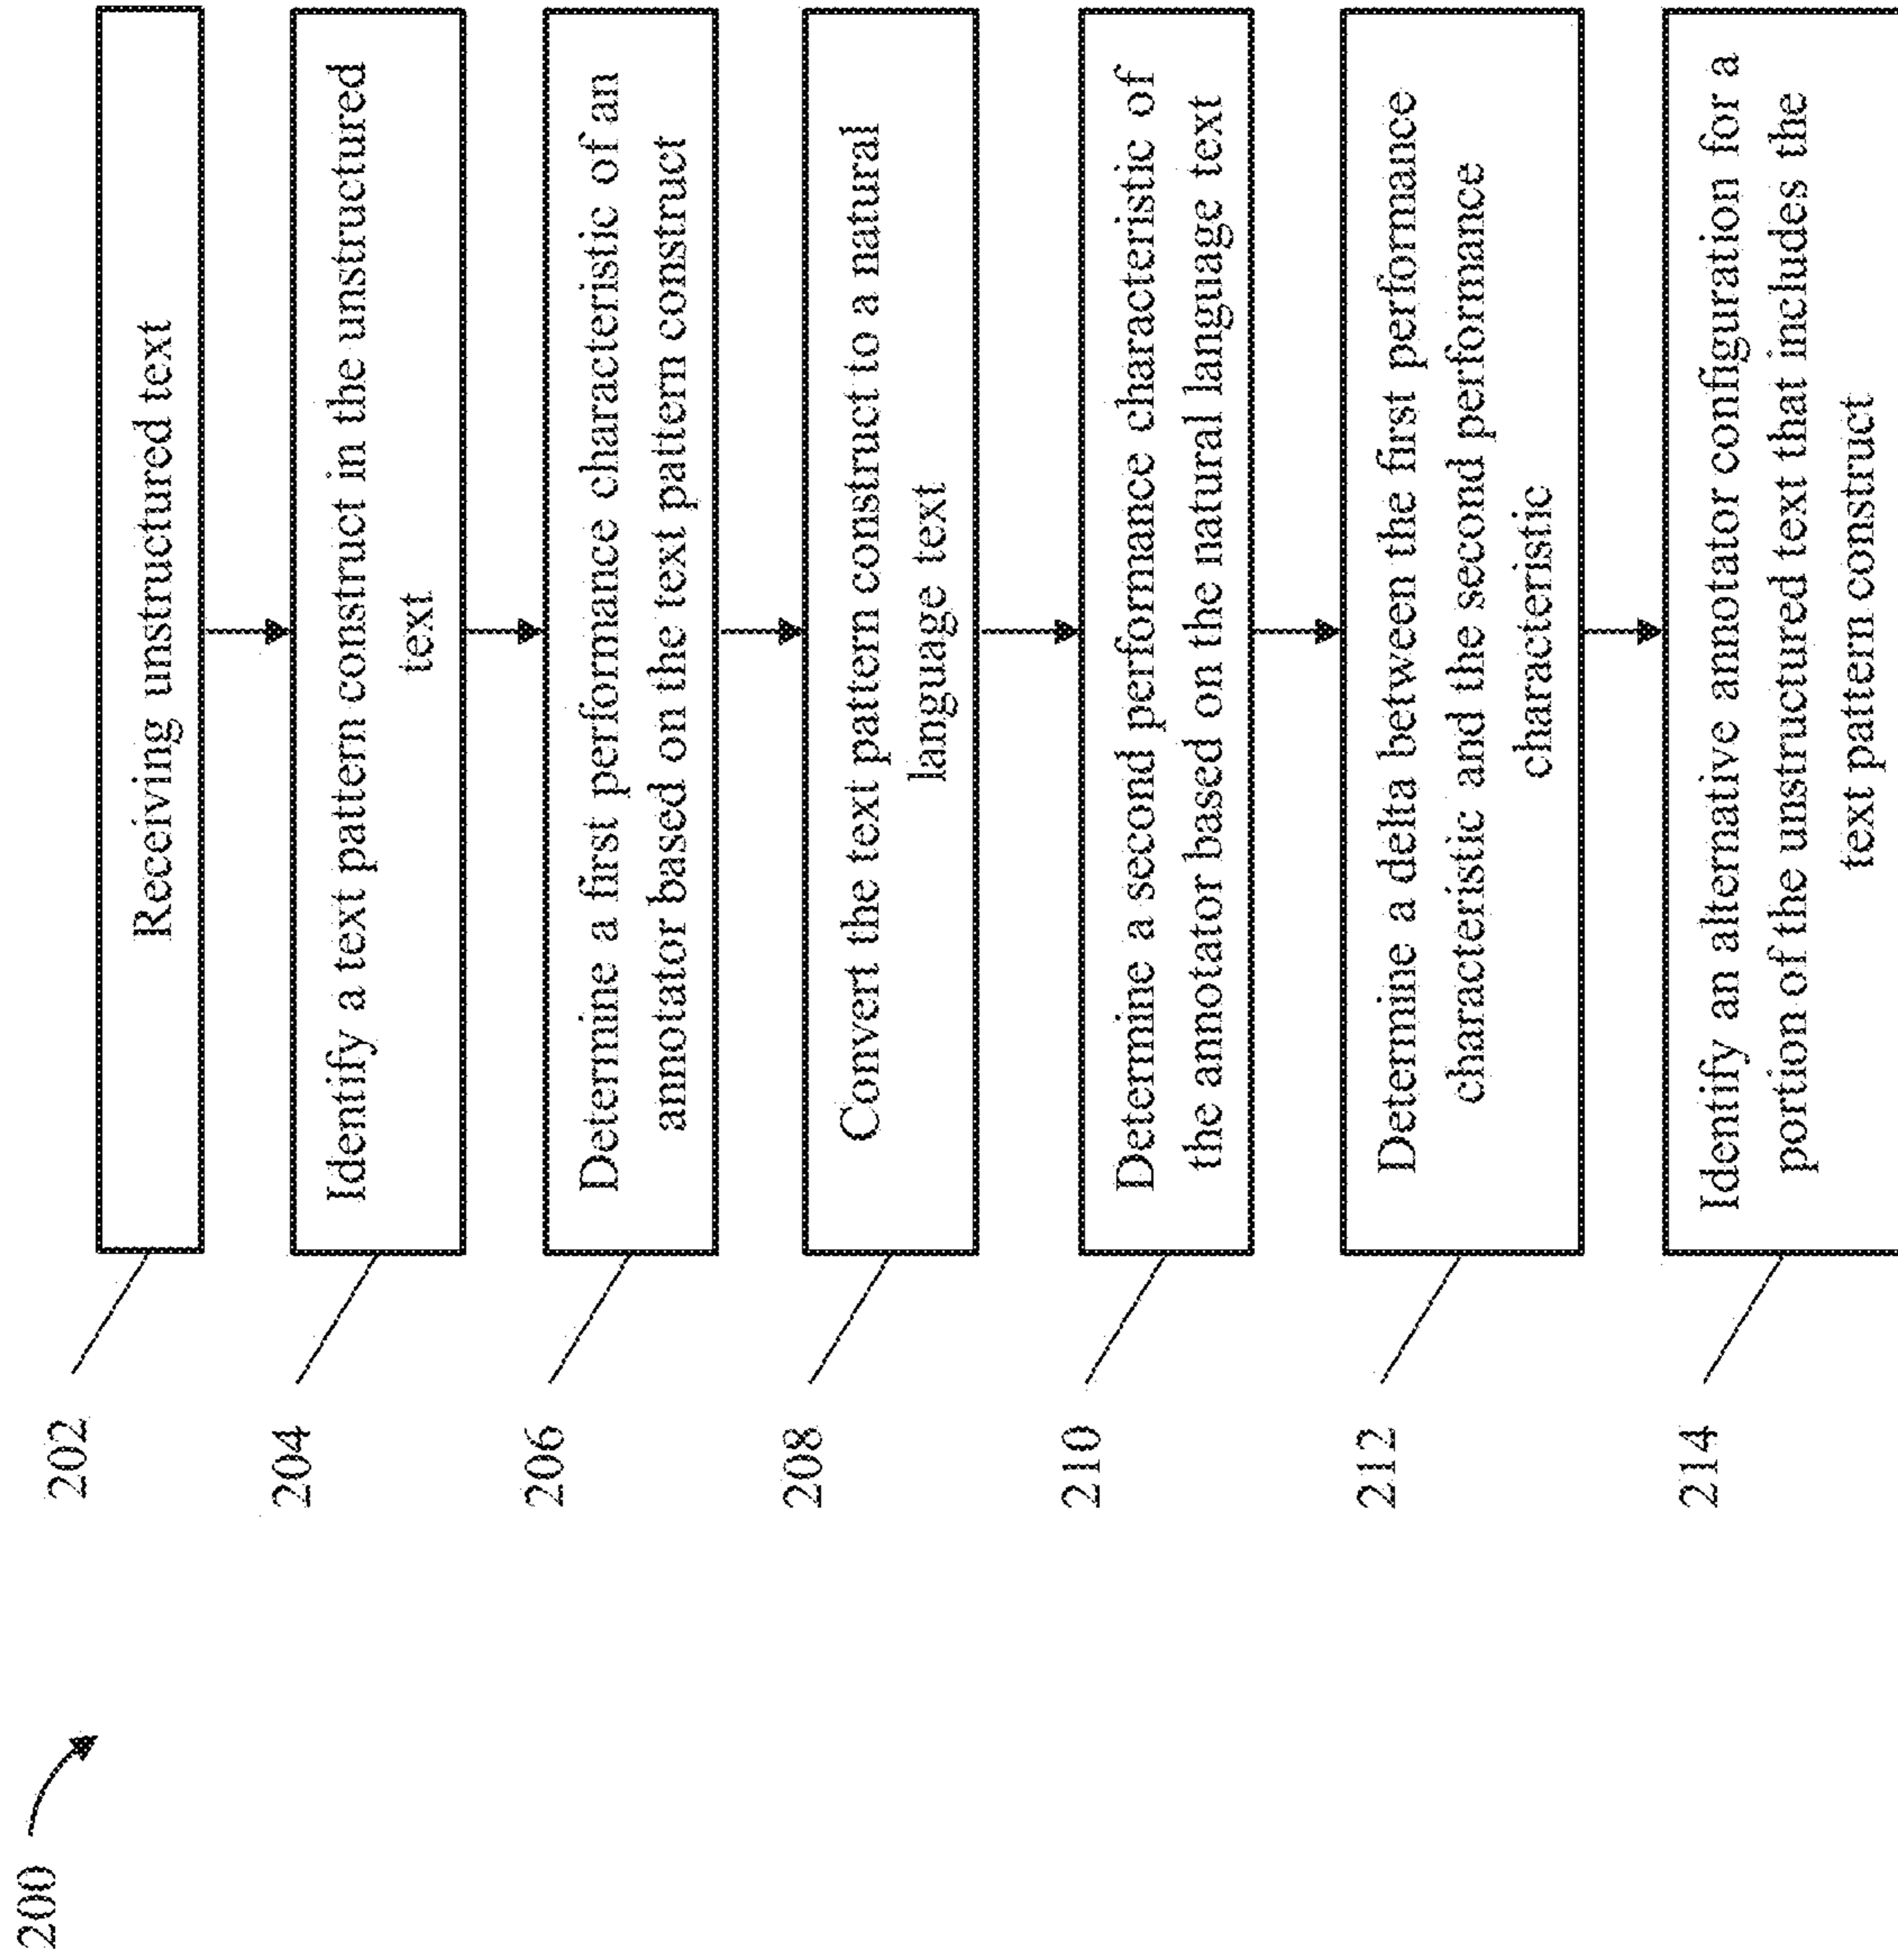 200
202
Receiving unstructured text
204
Identify a text pattern construct in the unstructured
text
206
Determine a first performance characteristic of an
annotator based on the text pattern construct
208
Convert the text pattern construct to a natural
language text
210
Determine a second performance characteristic of
the annotator based on the natural language text
212
Determine a delta between the first performance
characteristic and the second performance
characteristic
214
Identify an alternative annotator configuration for a
portion of the unstructured text that includes the
text pattern construct